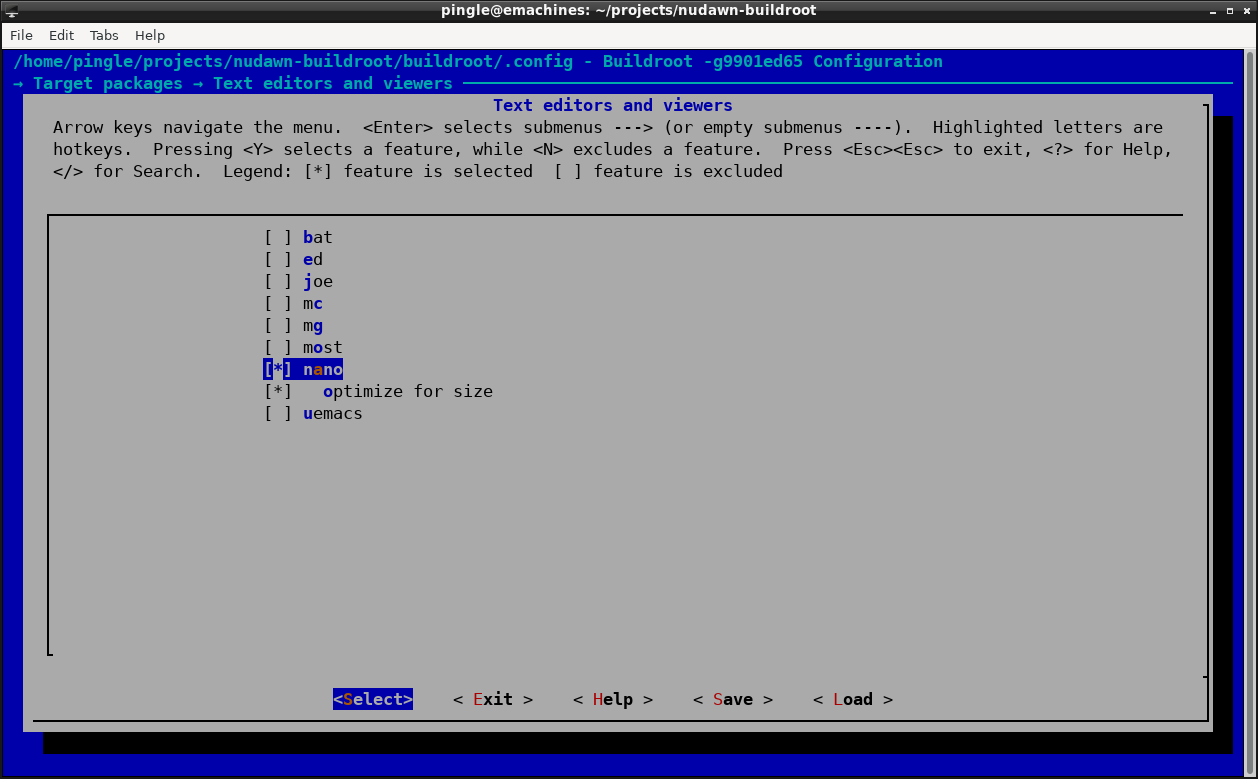 pingle@emachines: ~/projects/nudawn-buildroot
File Edit Tabs Help
/home/pingle/projects/nudawn-buildroot/buildroot/.config - Buildroot -g9901ed65 Configuration
→ Target packages → Text editors and viewers
Text editors and viewers
Arrow keys navigate the menu.  <Enter> selects submenus ---> (or empty submenus ----).  Highlighted letters are
hotkeys.  Pressing <Y> selects a feature, while <N> excludes a feature.  Press <Esc><Esc> to exit, <?> for Help,
</> for Search.  Legend: [*] feature is selected  [ ] feature is excluded
[ ] bat
[ ] ed
[ ] joe
[ ] mc
[ ] mg
[ ] most
[*] nano
[*]   optimize for size
[ ] uemacs
<Select>    < Exit >    < Help >    < Save >    < Load >